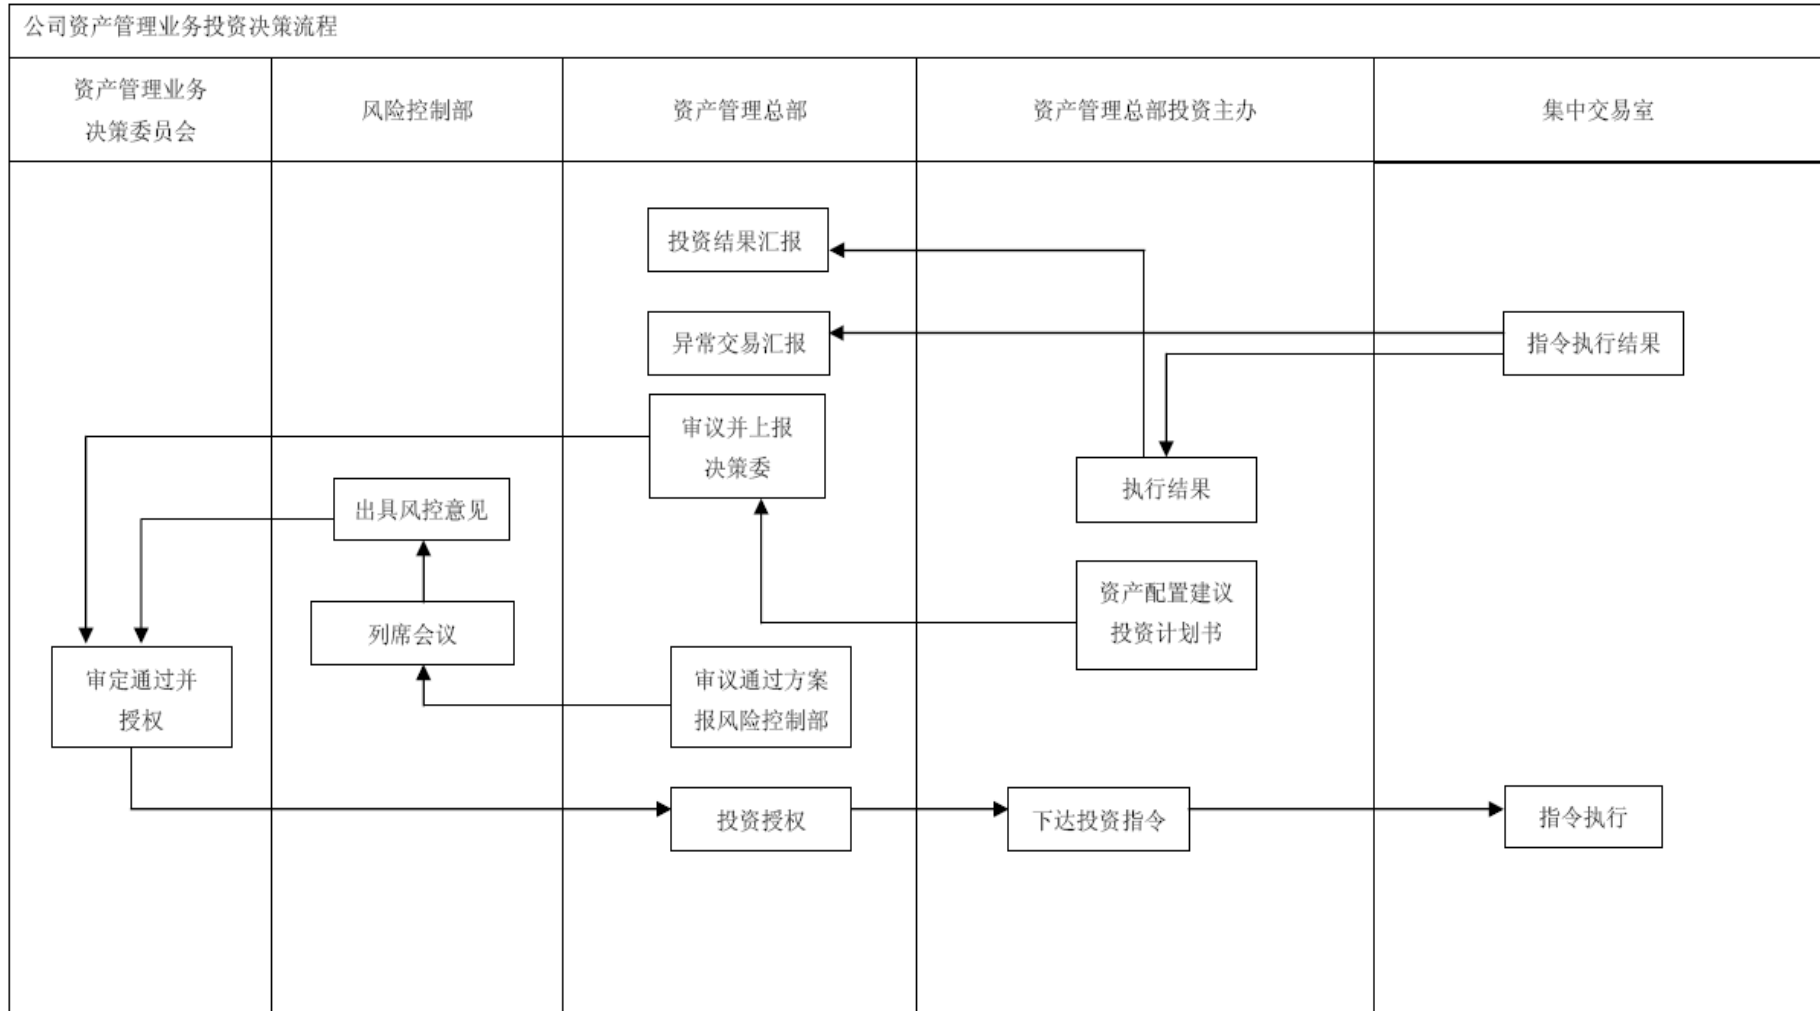 公司资产管理业务投资决策流程
资产管理业务
决策委员会
风险控制部
资产管理总部
资产管理总部投资主办
集中交易室
投资结果汇报
异常交易汇报
指令执行结果
审议并上报
决策委
执行结果
出具风控意见
资产配置建议
投资计划书
列席会议
审定通过并
授权
审议通过方案
报风险控制部
投资授权
下达投资指令
指令执行